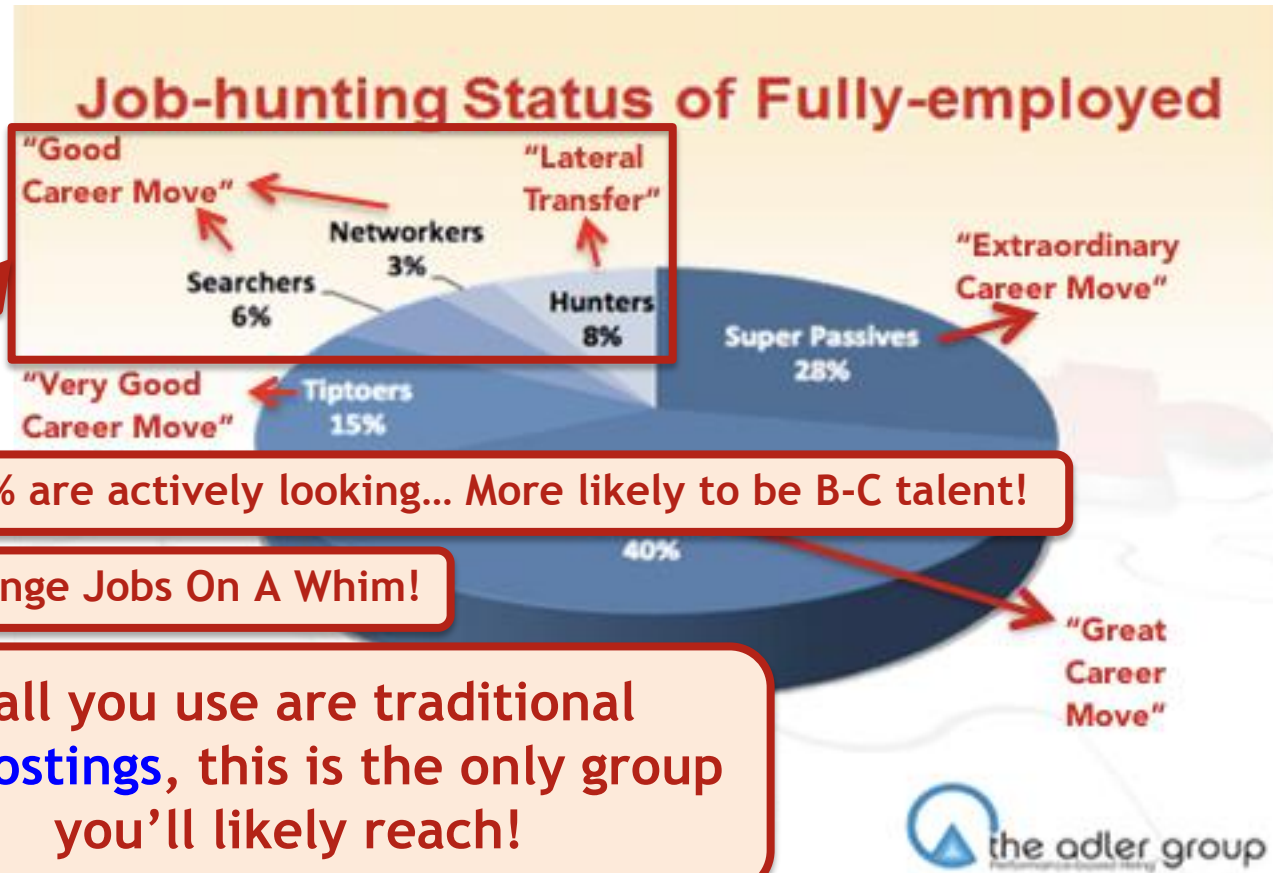 Job-hunting Status of Fully-employed
"Good
Career Move"
"Lateral
Transfer"
Networkers
3%
Searchers
6%
Hunters
8%
"Extraordinary
Career Move"
Super Passives
28%
"Very Good
Career Move"
Tiptoers
15%
% are actively looking… More likely to be B-C talent!
40%
nge Jobs On A Whim!
"Great
Career
Move"
all you use are traditional
ostings, this is the only group
you’ll likely reach!
the adler group
Performance-based Hiring